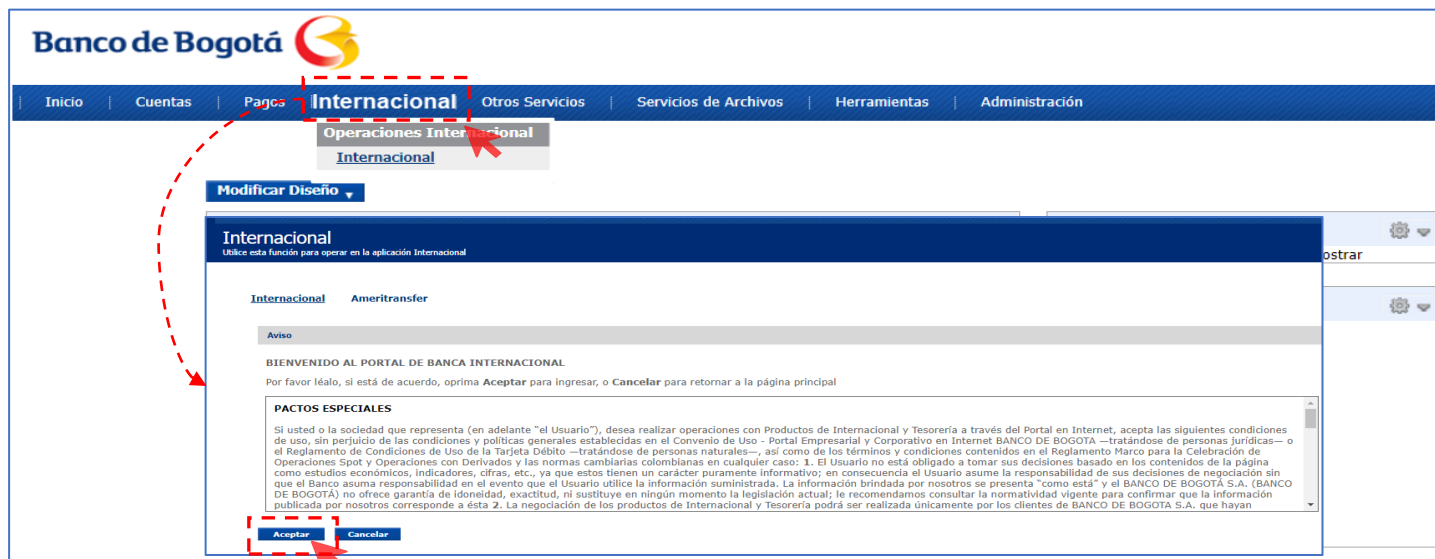 Banco de Bogotá
Inicio | Cuentas | Pagos Internacional Otros Servicios | Servicios de Archivos | Herramientas | Administración
Operaciones Internacional
Internacional
Modificar Diseño
Internacional
Utilice esta función para operar en la aplicación Internacional
ostrar
Internacional Ameritransfer
Aviso
BIENVENIDO AL PORTAL DE BANCA INTERNACIONAL
Por favor léalo, si está de acuerdo, oprima Aceptar para ingresar, o Cancelar para retornar a la página principal
PACTOS ESPECIALES
Si usted o la sociedad que representa (en adelante "el Usuario"), desea realizar operaciones con Productos de Internacional y Tesorería a través del Portal en Internet, acepta las siguientes condiciones
de uso, sin perjuicio de las condiciones y políticas generales establecidas en el Convenio de Uso - Portal Empresarial y Corporativo en Internet BANCO DE BOGOTA —tratándose de personas jurídicas— o
el Reglamento de Condiciones de Uso de la Tarjeta Débito —tratándose de personas naturales—, así como de los términos y condiciones contenidos en el Reglamento Marco para la Celebración de
Operaciones Spot y Operaciones con Derivados y las normas cambiarias colombianas en cualquier caso: 1. El Usuario no está obligado a tomar sus decisiones basado en los contenidos de la página
como estudios económicos, indicadores, cifras, etc., ya que estos tienen un carácter puramente informativo; en consecuencia el Usuario asume la responsabilidad de sus decisiones de negociación sin
que el Banco asuma responsabilidad en el evento que el Usuario utilice la información suministrada. La información brindada por nosotros se presenta "como está" y el BANCO DE BOGOTÁ S.A. (BANCO
DE BOGOTÁ) no ofrece garantía de idoneidad, exactitud, ni sustituye en ningún momento la legislación actual; le recomendamos consultar la normatividad vigente para confirmar que la información
publicada por nosotros corresponde a ésta 2. La negociación de los productos de Internacional y Tesorería podrá ser realizada únicamente por los clientes de BANCO DE BOGOTA S.A. que hayan
Aceptar Cancelar